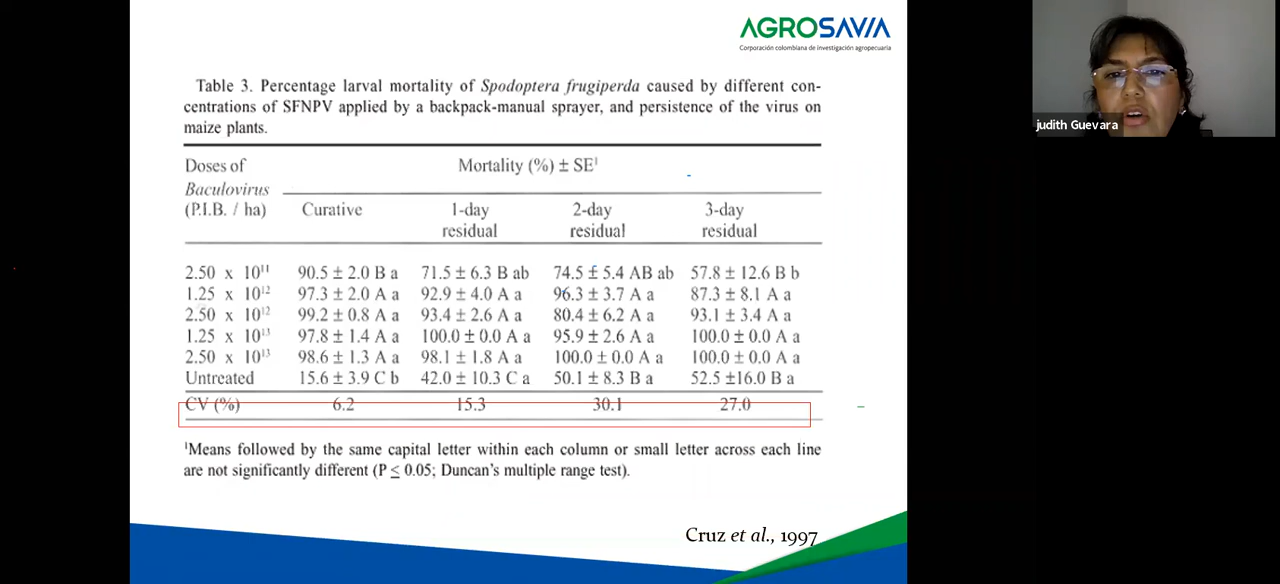 AGROSAVIA
Corporación colombiana de investigación agropecuaria
judith Guevara
Table 3. Percentage larval mortality of Spodoptera frugiperda caused by different con-
centrations of SFNPV applied by a backpack-manual sprayer, and persistence of the virus on
maize plants.
Doses of Mortality (%) ± SE¹
Baculovirus
(P.I.B. / ha) Curative 1-day 2-day 3-day
residual residual residual
2.50 x 10¹¹ 90.5 ± 2.0 B a 71.5 ± 6.3 B ab 74.5 ± 5.4 AB ab 57.8 ± 12.6 B b
1.25 x 10¹² 97.3 ± 2.0 A a 92.9 ± 4.0 A a 96.3 ± 3.7 A a 87.3 ± 8.1 A a
2.50 x 10¹² 99.2 ± 0.8 A a 93.4 ± 2.6 A a 80.4 ± 6.2 A a 93.1 ± 3.4 A a
1.25 x 10¹³ 97.8 ± 1.4 A a 100.0 ± 0.0 A a 95.9 ± 2.6 A a 100.0 ± 0.0 A a
2.50 x 10¹³ 98.6 ± 1.3 A a 98.1 ± 1.8 A a 100.0 ± 0.0 A a 100.0 ± 0.0 A a
Untreated 15.6 ± 3.9 C b 42.0 ± 10.3 C a 50.1 ± 8.3 B a 52.5 ±16.0 B a
CV (%) 6.2 15.3 30.1 27.0
¹Means followed by the same capital letter within each column or small letter across each line
are not significantly different (P ≤ 0.05; Duncan's multiple range test).
Cruz et al., 1997